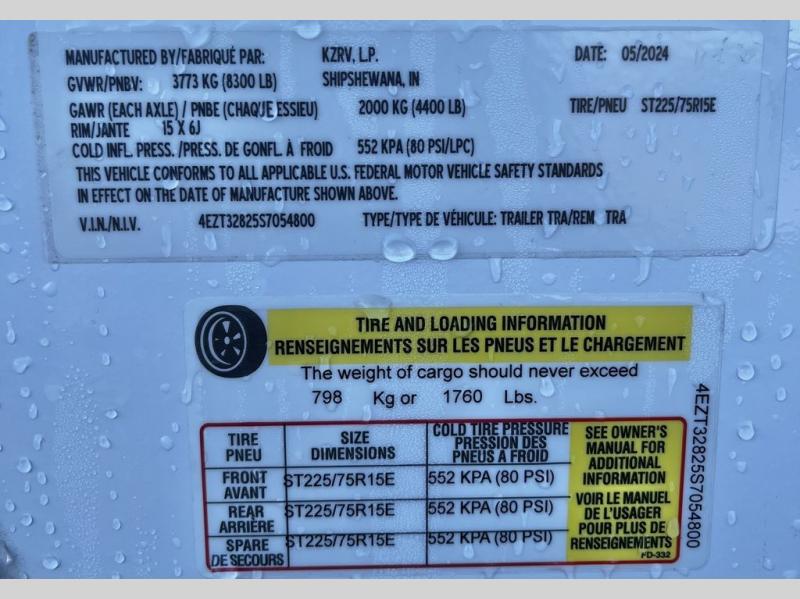 MANUFACTURED BY/FABRIQUÉ PAR: KZRV, L.P. DATE: 05/2024
GVWR/PNBV: 3773 KG (8300 LB) SHIPSHEWANA, IN
GAWR (EACH AXLE) / PNBE (CHAQUE ESSIEU) 2000 KG (4400 LB) TIRE/PNEU ST225/75R15E
RIM/JANTE 15 X 6J
COLD INFL. PRESS. /PRESS. DE GONFL. À FROID 552 KPA (80 PSI/LPC)
THIS VEHICLE CONFORMS TO ALL APPLICABLE U.S. FEDERAL MOTOR VEHICLE SAFETY STANDARDS
IN EFFECT ON THE DATE OF MANUFACTURE SHOWN ABOVE.
V.I.N./N.I.V. 4EZT32825S7054800 TYPE/TYPE DE VÉHICULE: TRAILER TRA/REM TRA
TIRE AND LOADING INFORMATION
RENSEIGNEMENTS SUR LES PNEUS ET LE CHARGEMENT
The weight of cargo should never exceed
798 Kg or 1760 Lbs.
TIRE
PNEU
SIZE
DIMENSIONS
COLD TIRE PRESSURE
PRESSION DES
PNEUS A FROID
FRONT
AVANT
ST225/75R15E
552 KPA (80 PSI)
REAR
ARRIÈRE
ST225/75R15E
552 KPA (80 PSI)
SPARE
DE SECOURS
ST225/75R15E
552 KPA (80 PSI)
SEE OWNER'S
MANUAL FOR
ADDITIONAL
INFORMATION
VOIR LE MANUEL
DE L'USAGER
POUR PLUS DE
RENSEIGNEMENTS
FD-332
4EZT32825S7054800